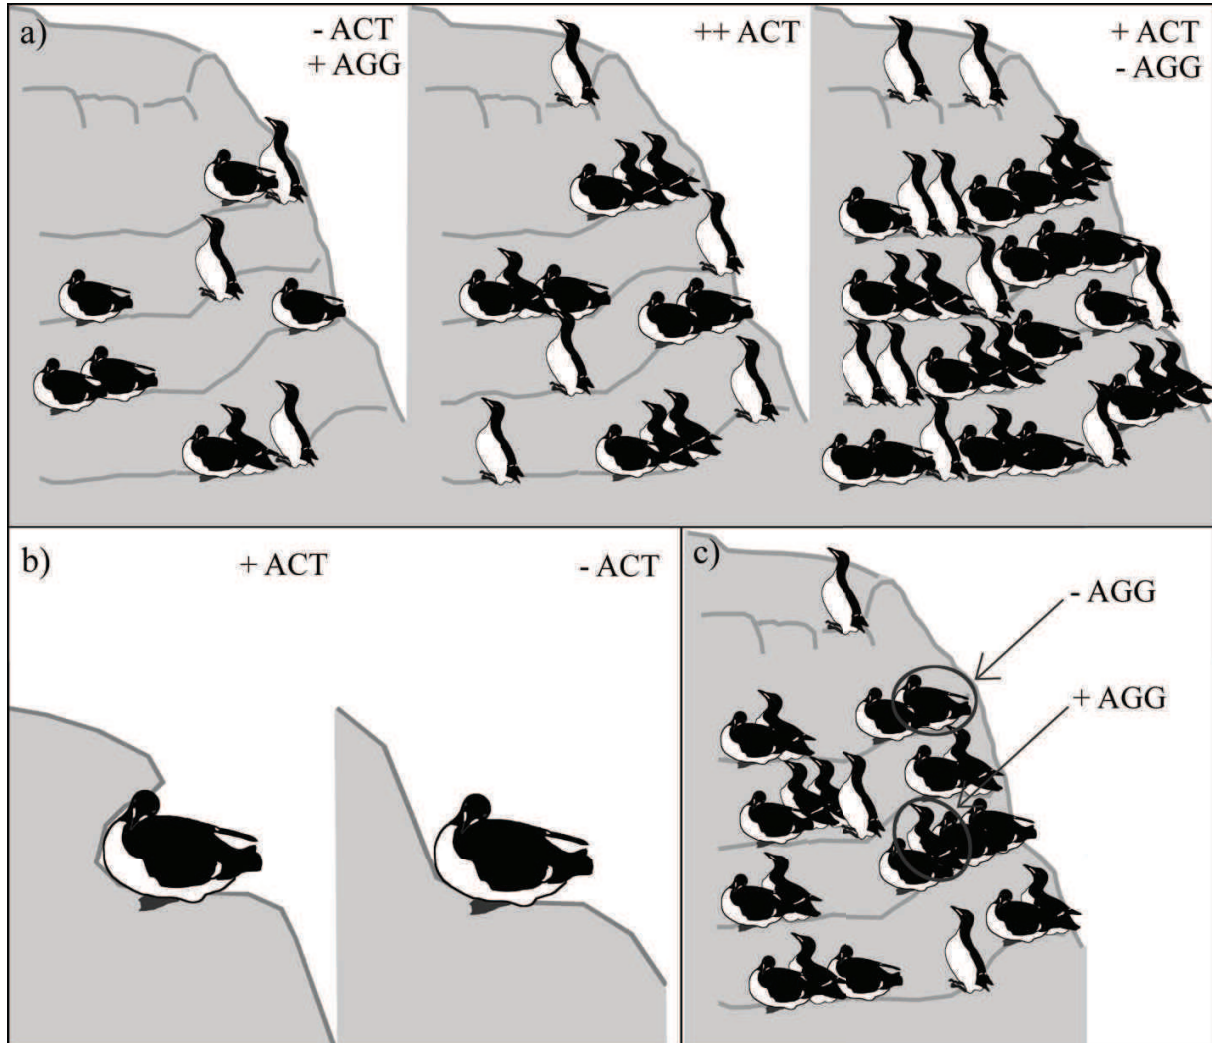 a)
- ACT
+ AGG
++ ACT
+ ACT
- AGG
b)
+ ACT
- ACT
c)
- AGG
+ AGG